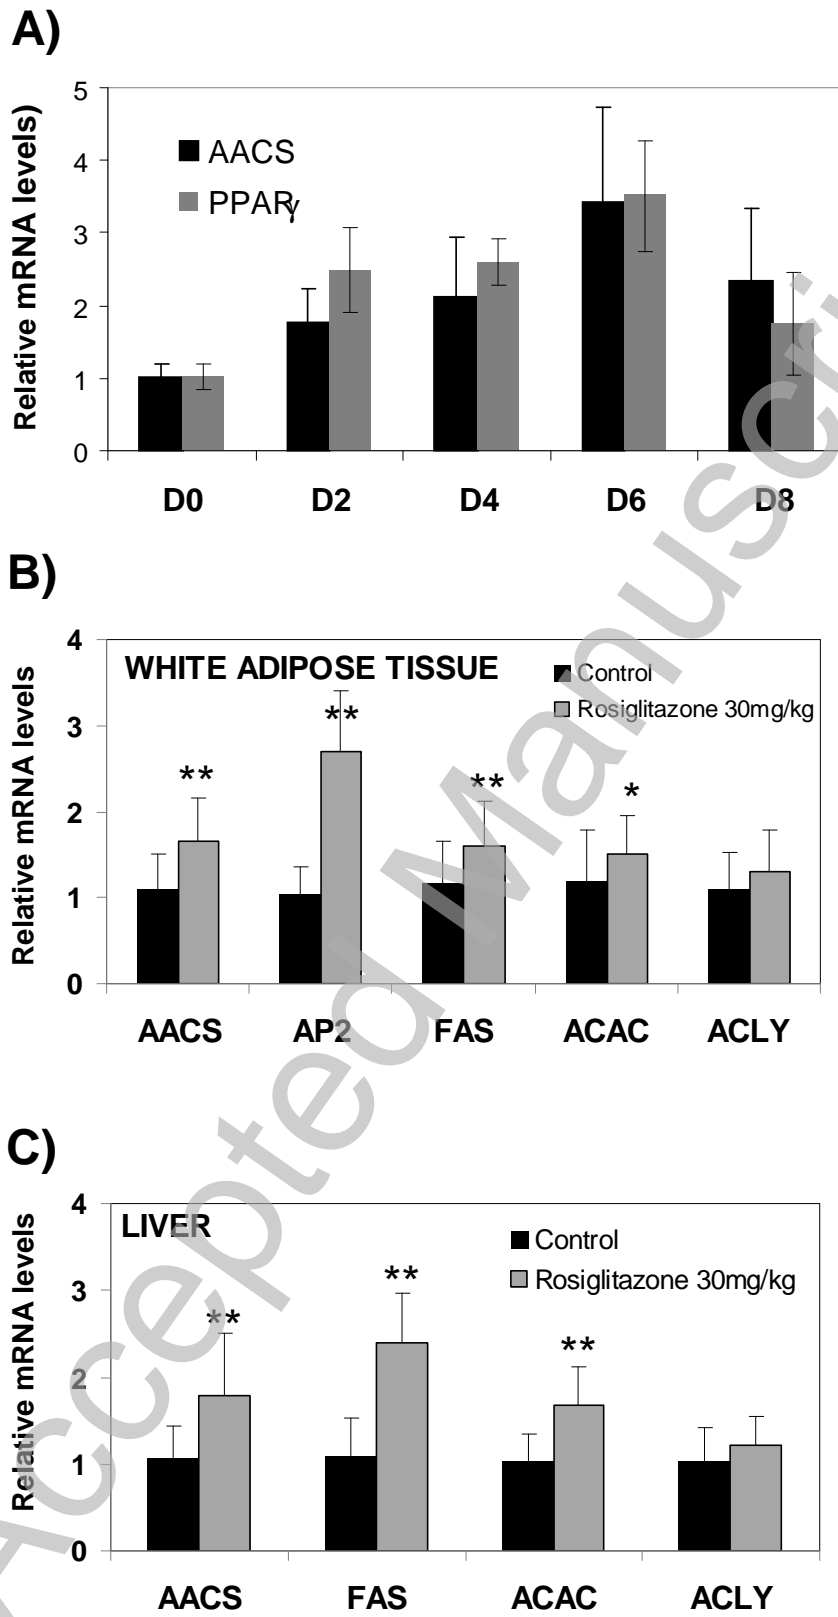 A)
Relative mRNA levels)
5
4
3
2
1
0
AACS
PPARγ
D0 D2 D4 D6 D8
B)
Relative mRNA levels
4
3
2
1
0
WHITE ADIPOSE TISSUE
Control
Rosiglitazone 30mg/kg
** ** ** *
AACS AP2 FAS ACAC ACLY
C)
Relative mRNA levels
4
3
2
1
0
LIVER
Control
Rosiglitazone 30mg/kg
** ** **
AACS FAS ACAC ACLY
Accepted Manuscri